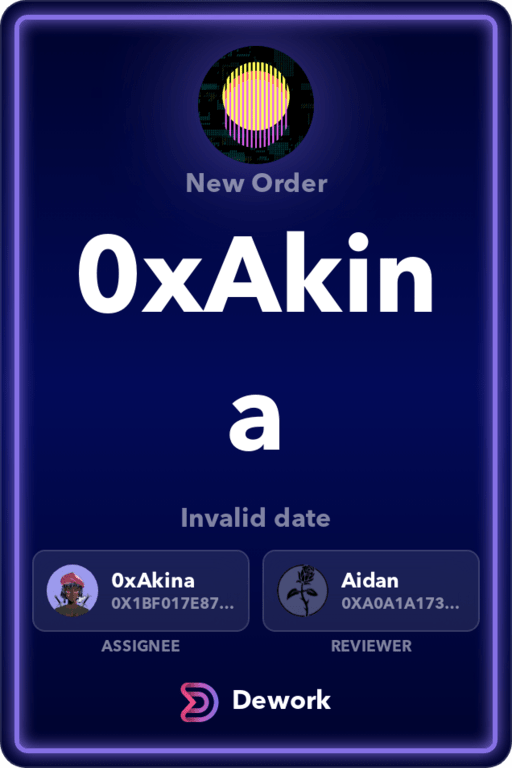 New Order
0xAkin
a
Invalid date
0xAkina
0X1BF017E87...
ASSIGNEE
Aidan
0XA0A1A173...
REVIEWER
Dework